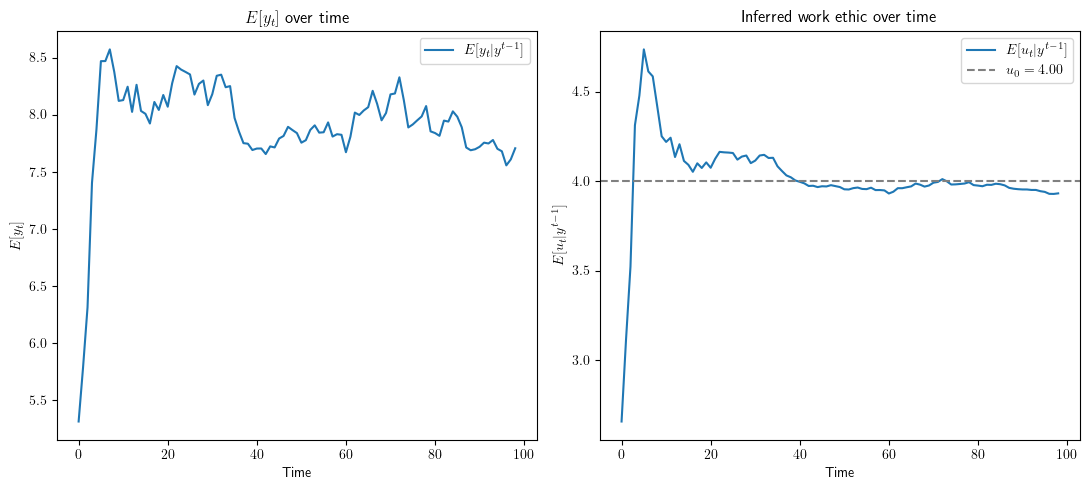 E[y_t] over time
E[y_t|y^{t-1}]
8.5
8.0
7.5
7.0
6.5
6.0
5.5
E[y_t]
0
20
40
60
80
100
Time
Inferred work ethic over time
E[u_t|y^{t-1}]
u_0 = 4.00
4.5
4.0
3.5
3.0
E[u_t|y^{t-1}]
0
20
40
60
80
100
Time